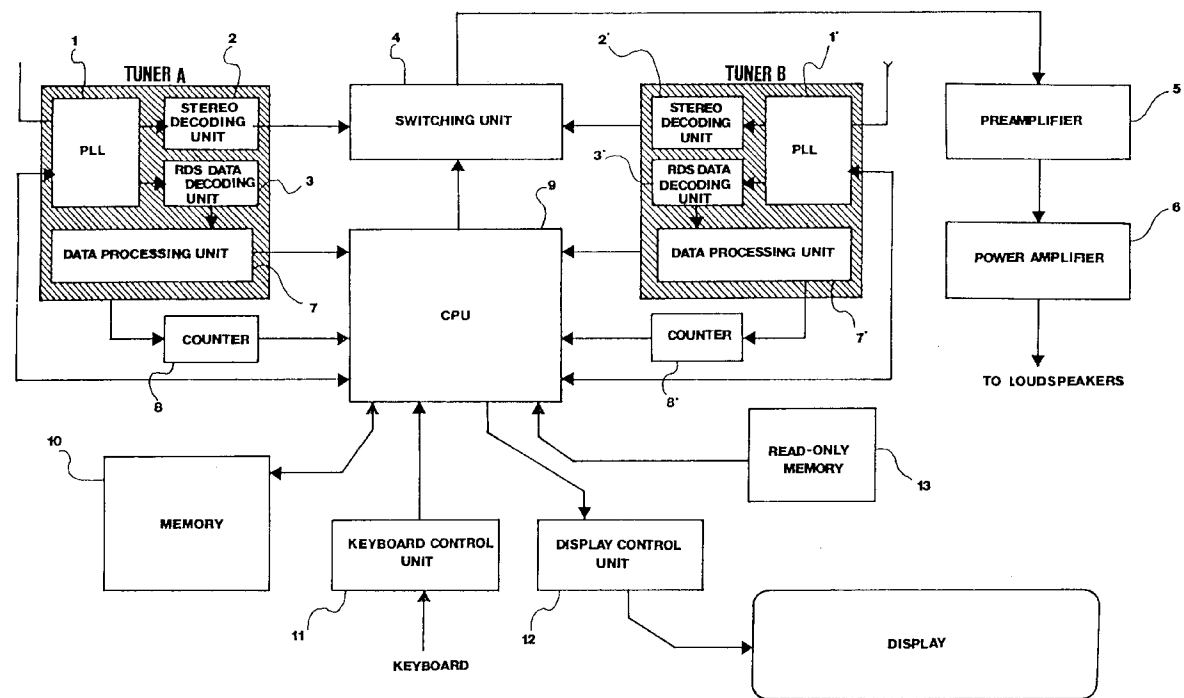 1
2
4
2'
1'
TUNER A
TUNER B
5
STEREO
DECODING
UNIT
PLL
SWITCHING UNIT
STEREO
DECODING
UNIT
PLL
PREAMPLIFIER
RDS DATA
DECODING
UNIT
3
9
3'
RDS DATA
DECODING
UNIT
6
DATA PROCESSING UNIT
DATA PROCESSING UNIT
POWER AMPLIFIER
7
CPU
7'
COUNTER
COUNTER
8
8'
TO LOUDSPEAKERS
10
READ-ONLY
MEMORY
13
MEMORY
KEYBOARD CONTROL
UNIT
DISPLAY CONTROL
UNIT
11
12
KEYBOARD
DISPLAY